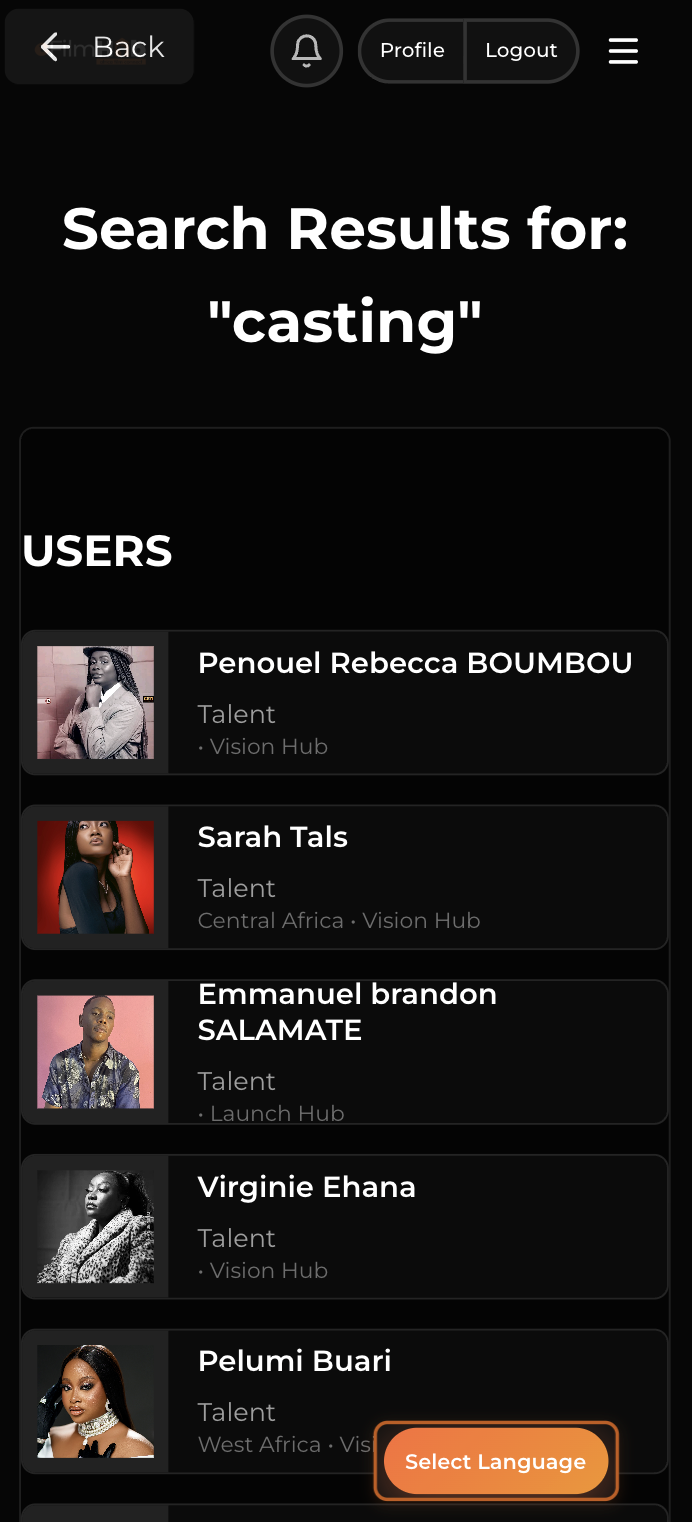 Back
Profile
Logout
Search Results for:
"casting"
USERS
Penouel Rebecca BOUMBOU
Talent
• Vision Hub
Sarah Tals
Talent
Central Africa • Vision Hub
Emmanuel brandon
SALAMATE
Talent
• Launch Hub
Virginie Ehana
Talent
• Vision Hub
Pelumi Buari
Talent
West Africa •
Select Language